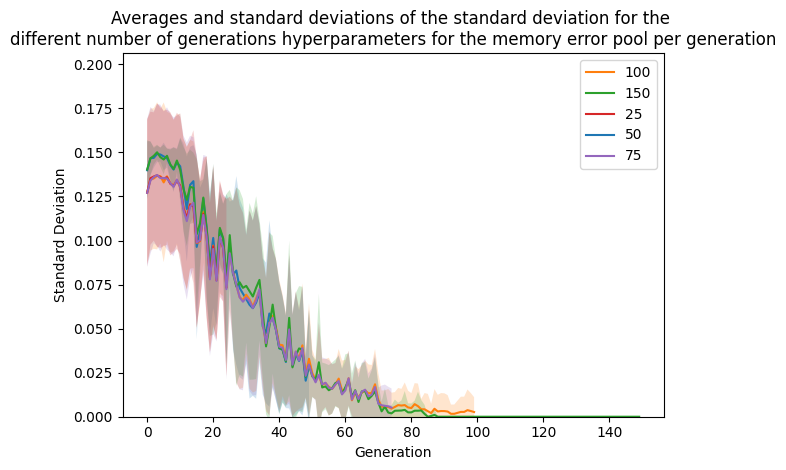 Averages and standard deviations of the standard deviation for the
different number of generations hyperparameters for the memory error pool per generation
0.200
0.175
0.150
0.125
0.100
0.075
0.050
0.025
0.000
Standard Deviation
100
150
25
50
75
0 20 40 60 80 100 120 140
Generation